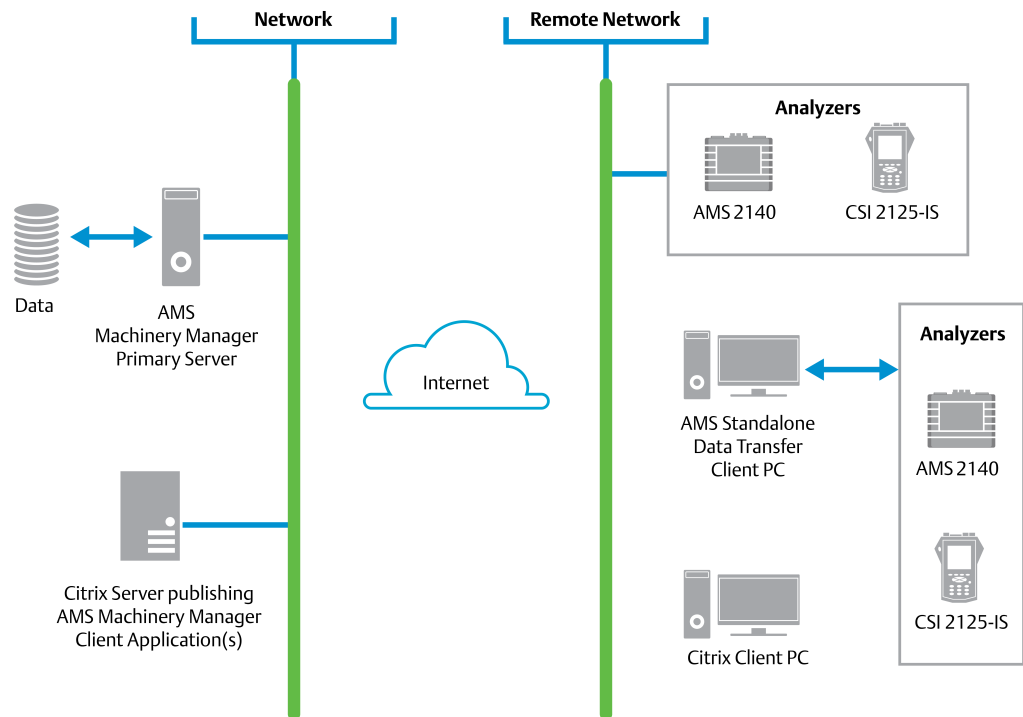 Network
Remote Network
Analyzers
AMS 2140
CSI 2125-IS
Data
AMS
Machinery Manager
Primary Server
Internet
AMS Standalone
Data Transfer
Client PC
Analyzers
AMS 2140
CSI 2125-IS
Citrix Server publishing
AMS Machinery Manager
Client Application(s)
Citrix Client PC